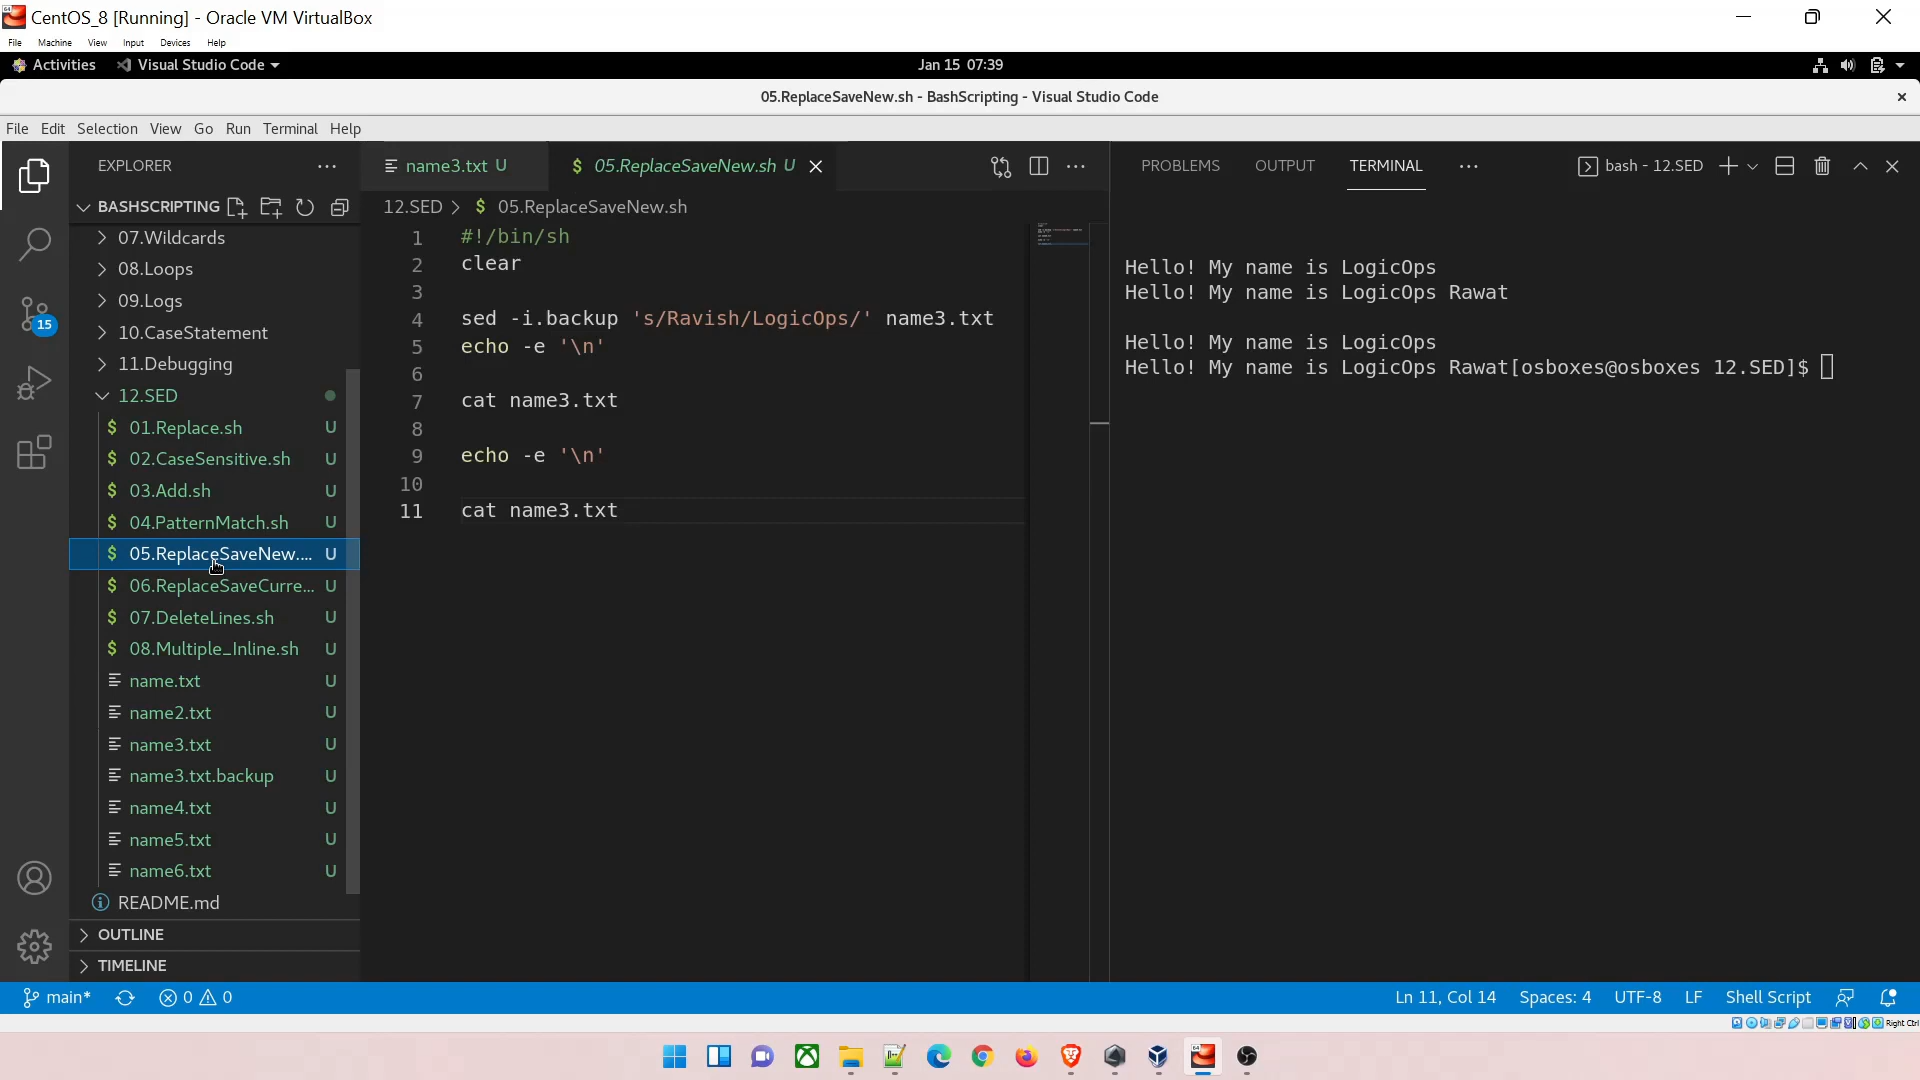 CentOS_8 [Running] - Oracle VM VirtualBox
File Machine View Input Devices Help
Activities Visual Studio Code Jan 15 07:39
05.ReplaceSaveNew.sh - BashScripting - Visual Studio Code
File Edit Selection View Go Run Terminal Help
EXPLORER
BASHSCRIPTING
07.Wildcards
08.Loops
09.Logs
10.CaseStatement
11.Debugging
12.SED
$ 01.Replace.sh U
$ 02.CaseSensitive.sh U
$ 03.Add.sh U
$ 04.PatternMatch.sh U
$ 05.ReplaceSaveNew.... U
$ 06.ReplaceSaveCurre... U
$ 07.DeleteLines.sh U
$ 08.Multiple_Inline.sh U
name.txt U
name2.txt U
name3.txt U
name3.txt.backup U
name4.txt U
name5.txt U
name6.txt U
README.md
OUTLINE
TIMELINE
15
name3.txt U $ 05.ReplaceSaveNew.sh U
12.SED > $ 05.ReplaceSaveNew.sh
1 #!/bin/sh
2 clear
3
4 sed -i.backup 's/Ravish/LogicOps/' name3.txt
5 echo -e '\n'
6
7 cat name3.txt
8
9 echo -e '\n'
10
11 cat name3.txt
PROBLEMS OUTPUT TERMINAL ... bash - 12.SED
Hello! My name is LogicOps
Hello! My name is LogicOps Rawat
Hello! My name is LogicOps
Hello! My name is LogicOps Rawat[osboxes@osboxes 12.SED]$
main* 0 0 Ln 11, Col 14 Spaces: 4 UTF-8 LF Shell Script
Right Ctrl